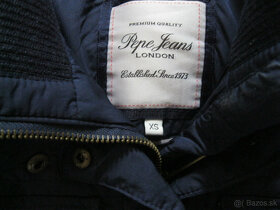 PREMIUM QUALITY
Pepe Jeans
LONDON
Established Since 1973
XS
© Bazos.sk